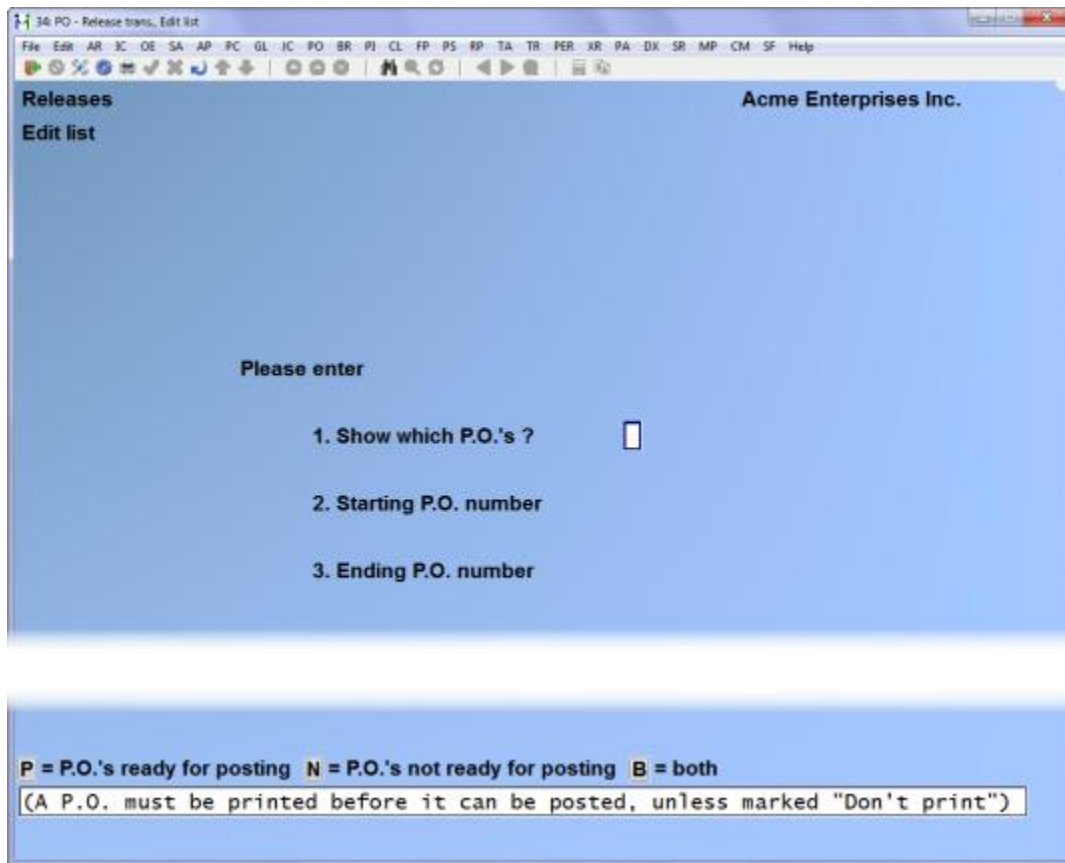 34: PO - Release trans., Edit list
File Edit AR IC OE SA AP PC GL JC PO BR PJ CL FP PS RP TA TR PER XR PA DX SR MP CM SF Help
Releases Acme Enterprises Inc.
Edit list
Please enter
1. Show which P.O.'s ?
2. Starting P.O. number
3. Ending P.O. number
P = P.O.'s ready for posting N = P.O.'s not ready for posting B = both
(A P.O. must be printed before it can be posted, unless marked "Don't print")